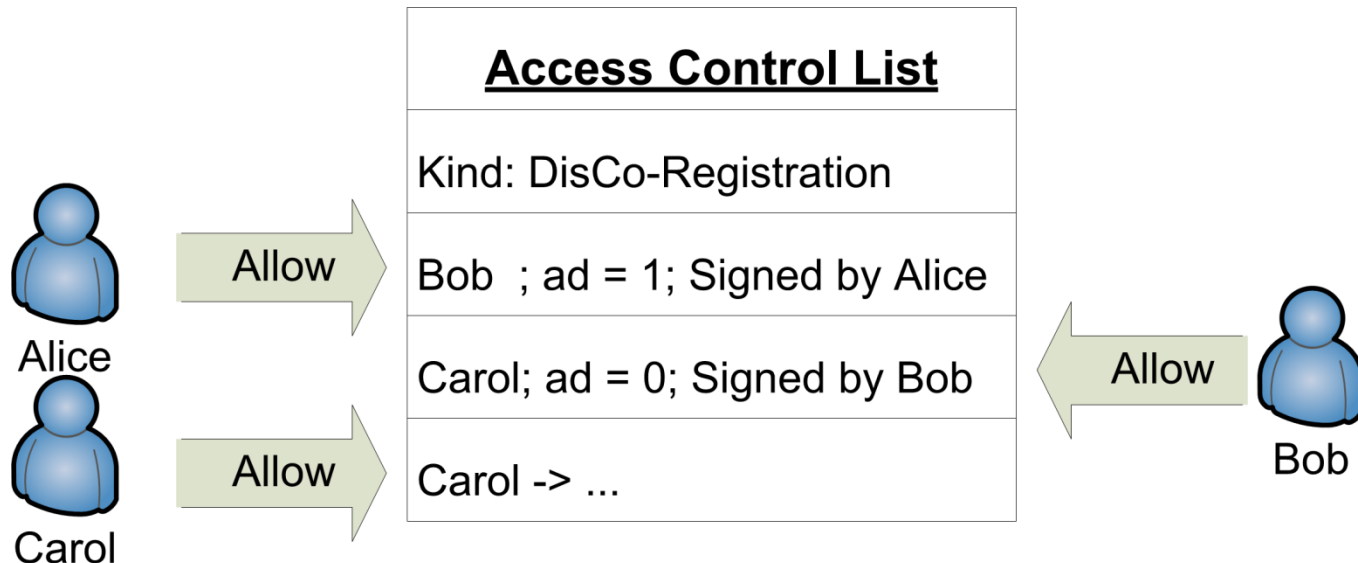 Access Control List
Kind: DisCo-Registration
Allow
Bob  ; ad = 1; Signed by Alice
Alice
Carol; ad = 0; Signed by Bob
Allow
Bob
Allow
Carol -> ...
Carol